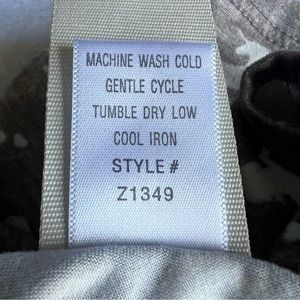 MACHINE WASH COLD
GENTLE CYCLE
TUMBLE DRY LOW
COOL IRON
STYLE #
Z1349